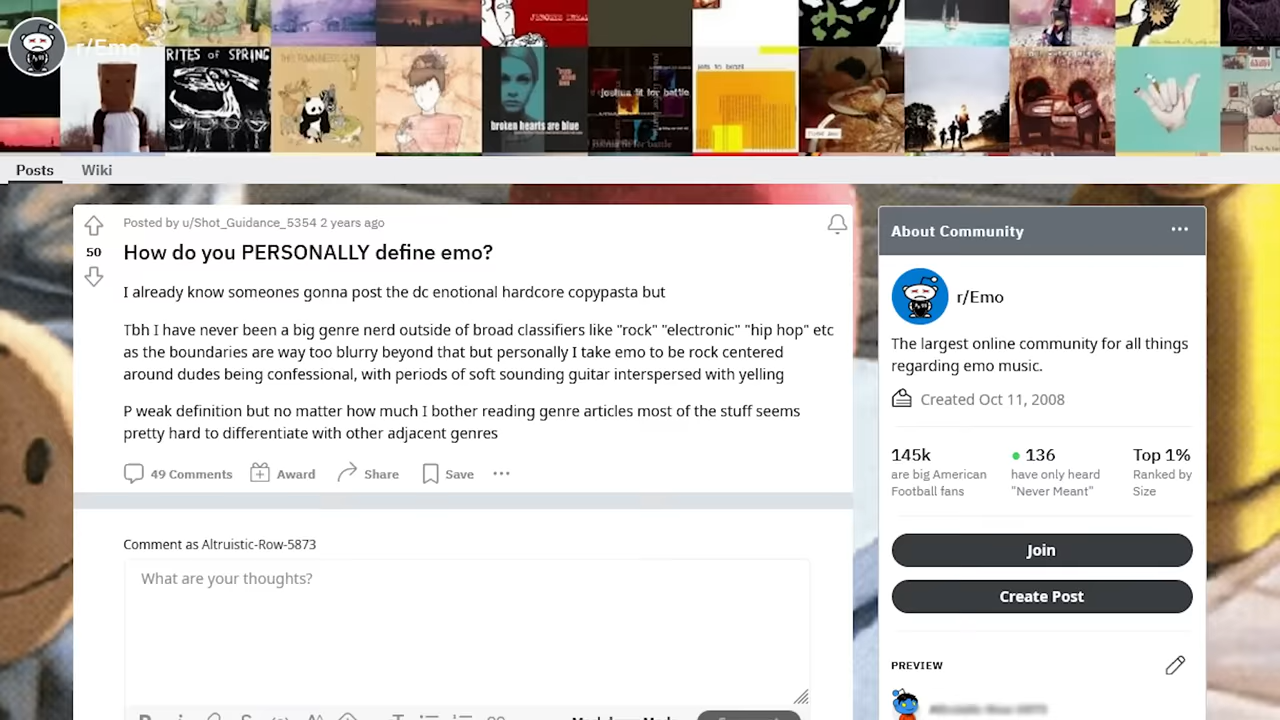 r/Emo
RITES of SPRING
broken hearts are blue
joshua fit for battle
Posts
Wiki
Posted by u/Shot_Guidance_5354 2 years ago
50
How do you PERSONALLY define emo?
I already know someones gonna post the dc enotional hardcore copypasta but
Tbh I have never been a big genre nerd outside of broad classifiers like "rock" "electronic" "hip hop" etc
as the boundaries are way too blurry beyond that but personally I take emo to be rock centered
around dudes being confessional, with periods of soft sounding guitar interspersed with yelling
P weak definition but no matter how much I bother reading genre articles most of the stuff seems
pretty hard to differentiate with other adjacent genres
49 Comments
Award
Share
Save
Comment as Altruistic-Row-5873
What are your thoughts?
About Community
r/Emo
The largest online community for all things
regarding emo music.
Created Oct 11, 2008
145k
are big American
Football fans
136
have only heard
"Never Meant"
Top 1%
Ranked by
Size
Join
Create Post
PREVIEW